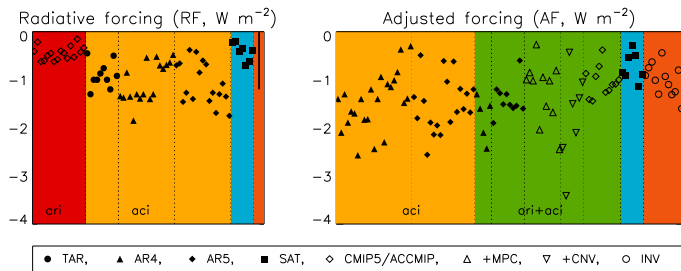 Radiative forcing (RF, W m⁻²)
Adjusted forcing (AF, W m⁻²)
0
−1
−2
−3
−4
ari
aci
0
−1
−2
−3
−4
aci
ari+aci
TAR, AR4, AR5, SAT, CMIP5/ACCMIP, +MPC, +CNV, INV